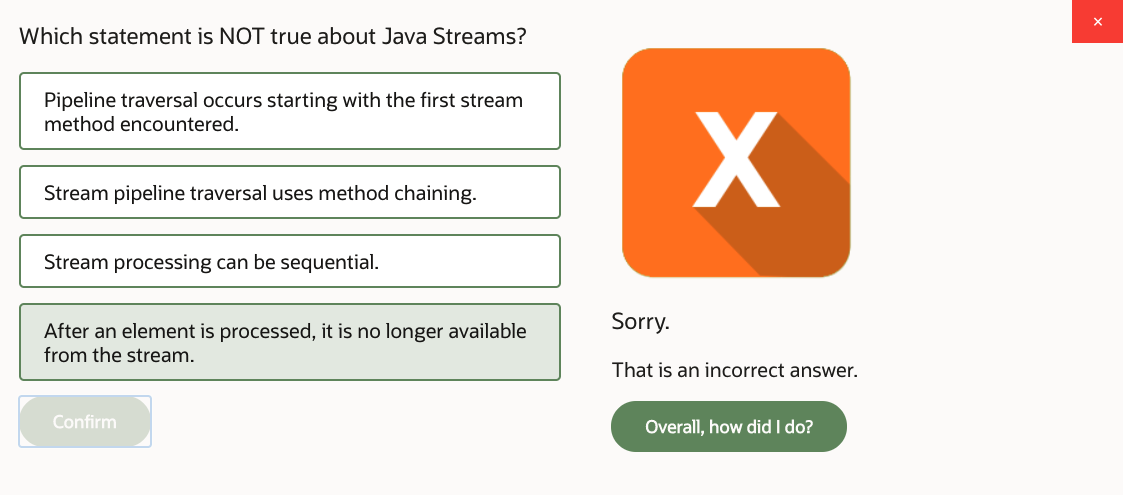 Which statement is NOT true about Java Streams?
×
Pipeline traversal occurs starting with the first stream
method encountered.
Stream pipeline traversal uses method chaining.
Stream processing can be sequential.
After an element is processed, it is no longer available
from the stream.
Confirm
X
Sorry.
That is an incorrect answer.
Overall, how did I do?